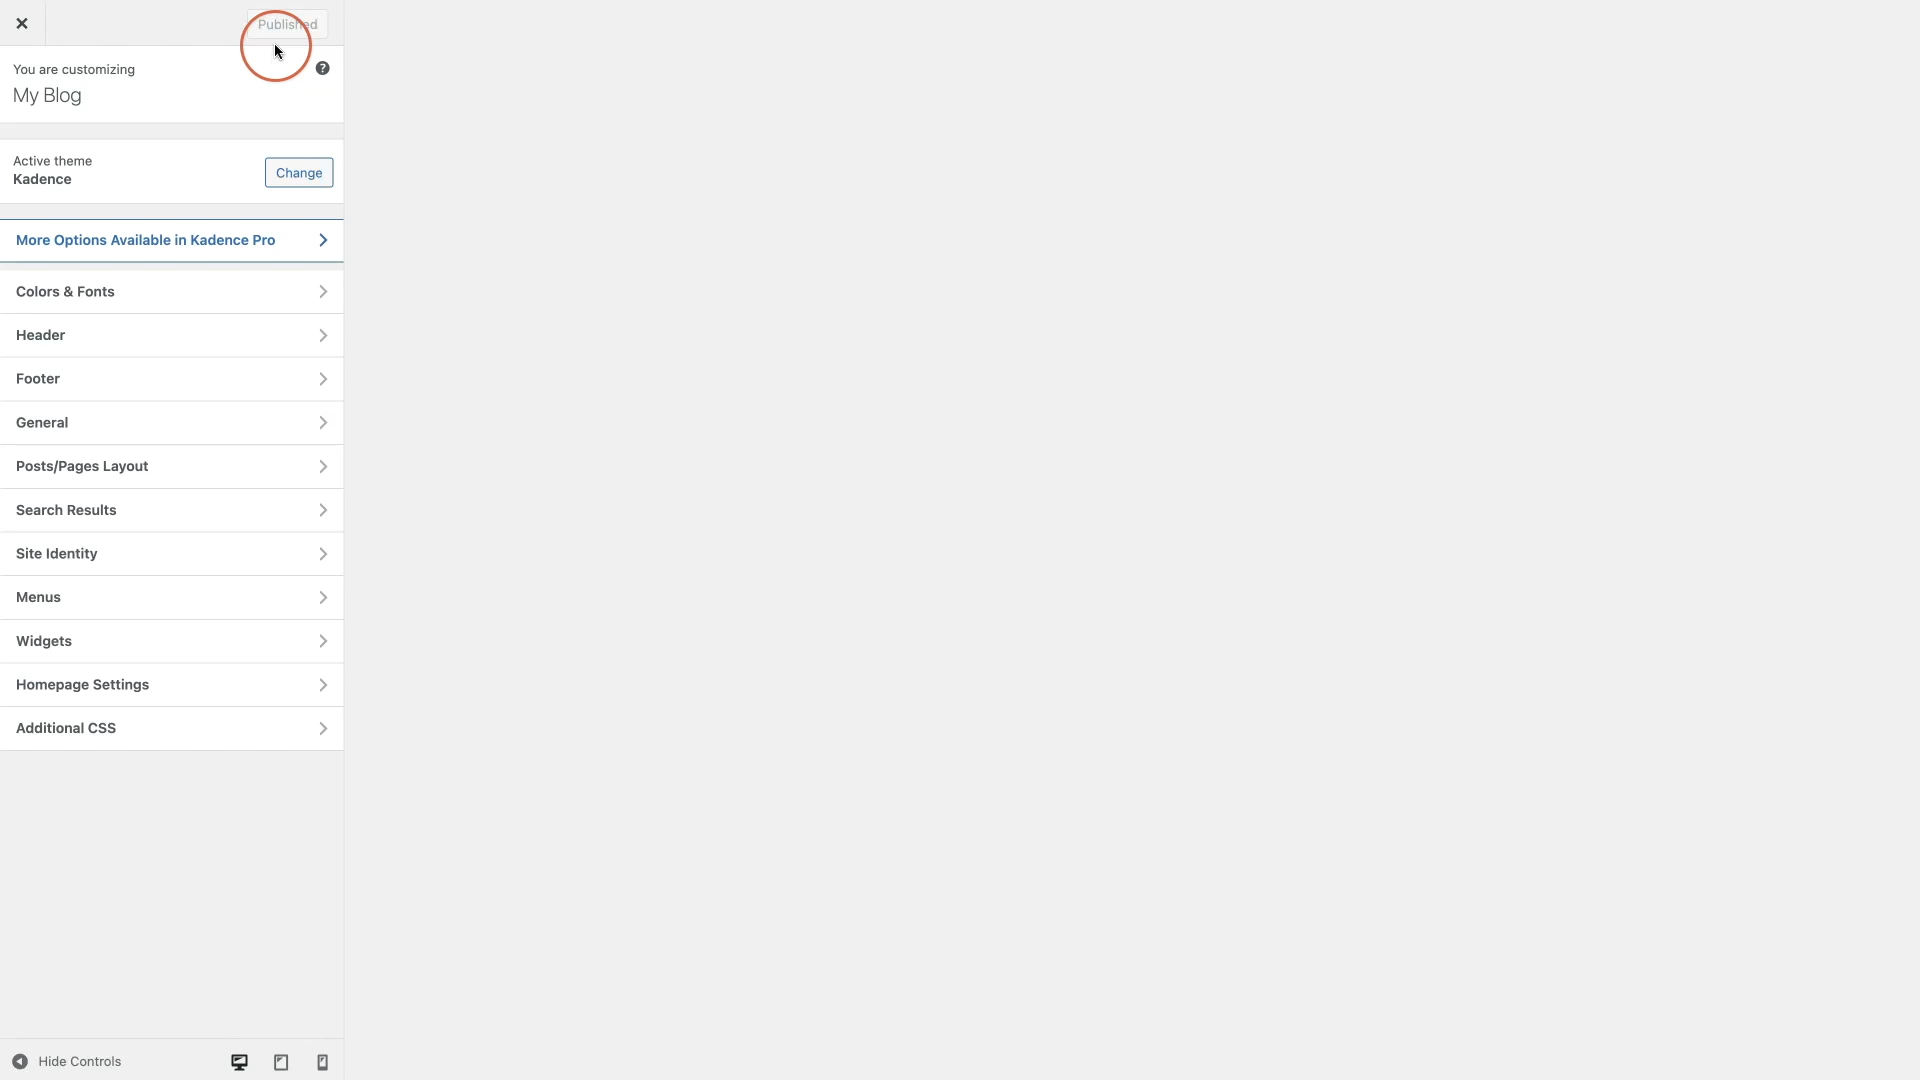 Published
You are customizing
My Blog
Active theme
Kadence
Change
More Options Available in Kadence Pro
Colors & Fonts
Header
Footer
General
Posts/Pages Layout
Search Results
Site Identity
Menus
Widgets
Homepage Settings
Additional CSS
Hide Controls